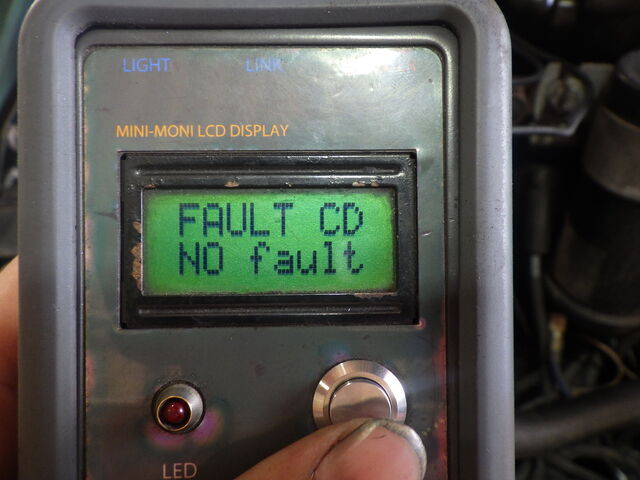 LIGHT LINK
MINI-MONI LCD DISPLAY
FAULT CD
NO fault
LED